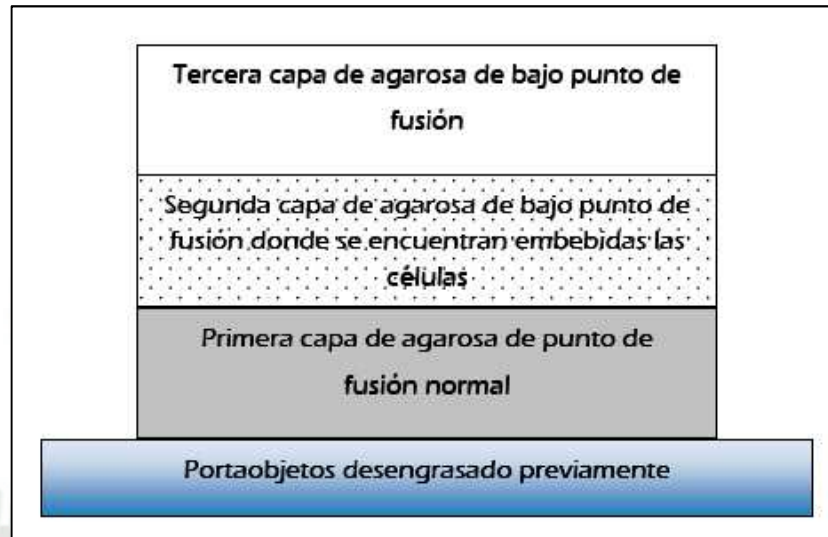 Tercera capa de agarosa de bajo punto de
fusión
Segunda capa de agarosa de bajo punto de
fusión donde se encuentran embebidas las
células
Primera capa de agarosa de punto de
fusión normal
Portaobjetos desengrasado previamente